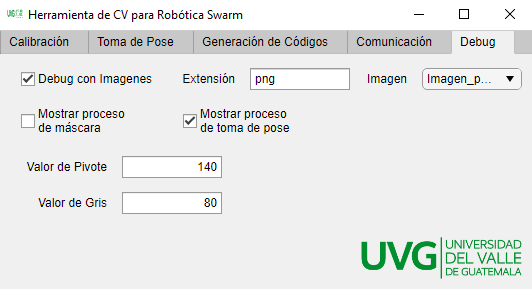 UVG Herramienta de CV para Robótica Swarm
Calibración Toma de Pose Generación de Códigos Comunicación Debug
Debug con Imagenes Extensión png Imagen Imagen_p...
Mostrar proceso
de máscara
Mostrar proceso
de toma de pose
Valor de Pivote 140
Valor de Gris 80
UVG
UNIVERSIDAD
DEL VALLE
DE GUATEMALA